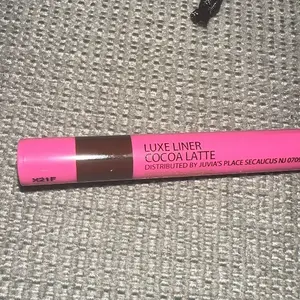 LUXE LINER
COCOA LATTE
DISTRIBUTED BY JUVIA'S PLACE SECAUCUS NJ